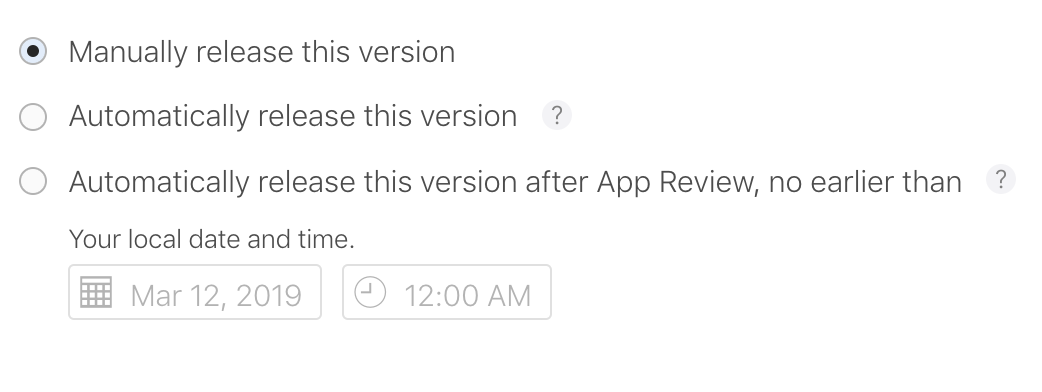 Manually release this version
Automatically release this version ?
Automatically release this version after App Review, no earlier than ?
Your local date and time.
Mar 12, 2019 12:00 AM